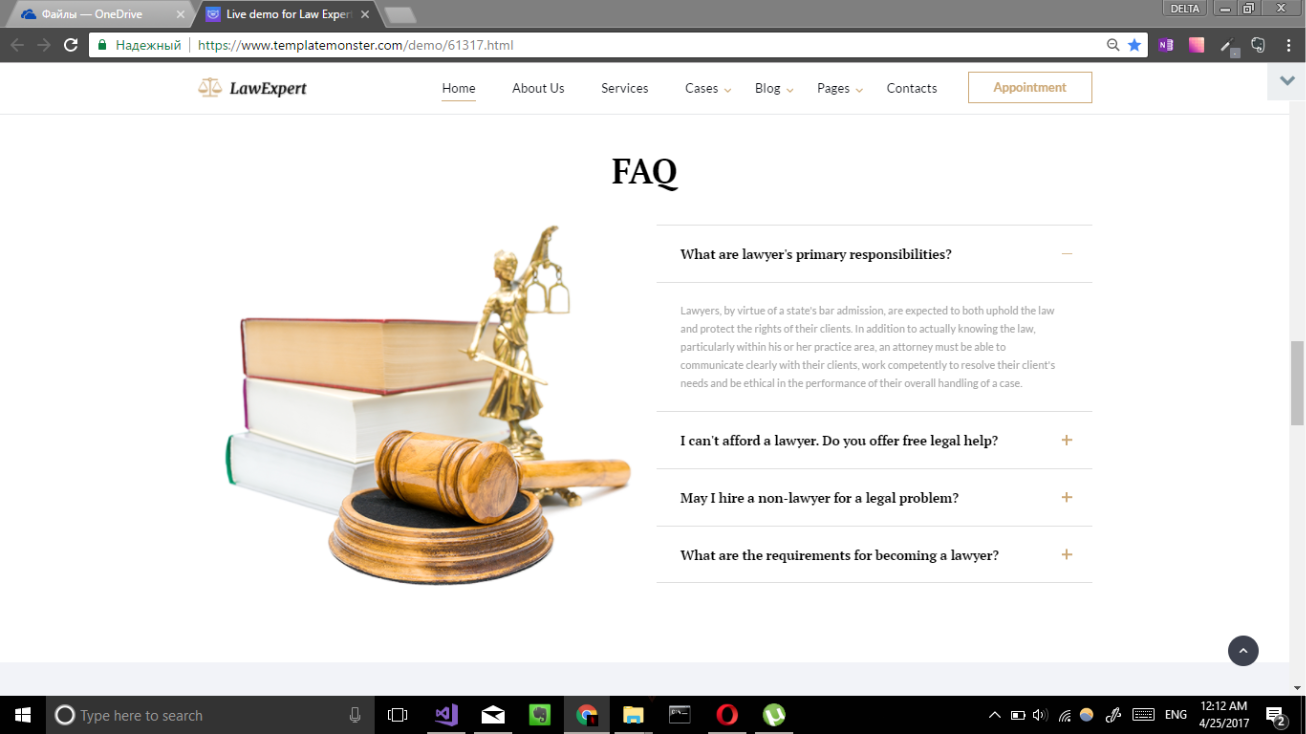 Файлы — OneDrive
Live demo for Law Expert
DELTA
Надежный
https://www.templatemonster.com/demo/61317.html
LawExpert
Home
About Us
Services
Cases
Blog
Pages
Contacts
Appointment
FAQ
What are lawyer's primary responsibilities?
Lawyers, by virtue of a state's bar admission, are expected to both uphold the law
and protect the rights of their clients. In addition to actually knowing the law,
particularly within his or her practice area, an attorney must be able to
communicate clearly with their clients, work competently to resolve their client's
needs and be ethical in the performance of their overall handling of a case.
I can't afford a lawyer. Do you offer free legal help?
May I hire a non-lawyer for a legal problem?
What are the requirements for becoming a lawyer?
Type here to search
ENG
12:12 AM
4/25/2017
2